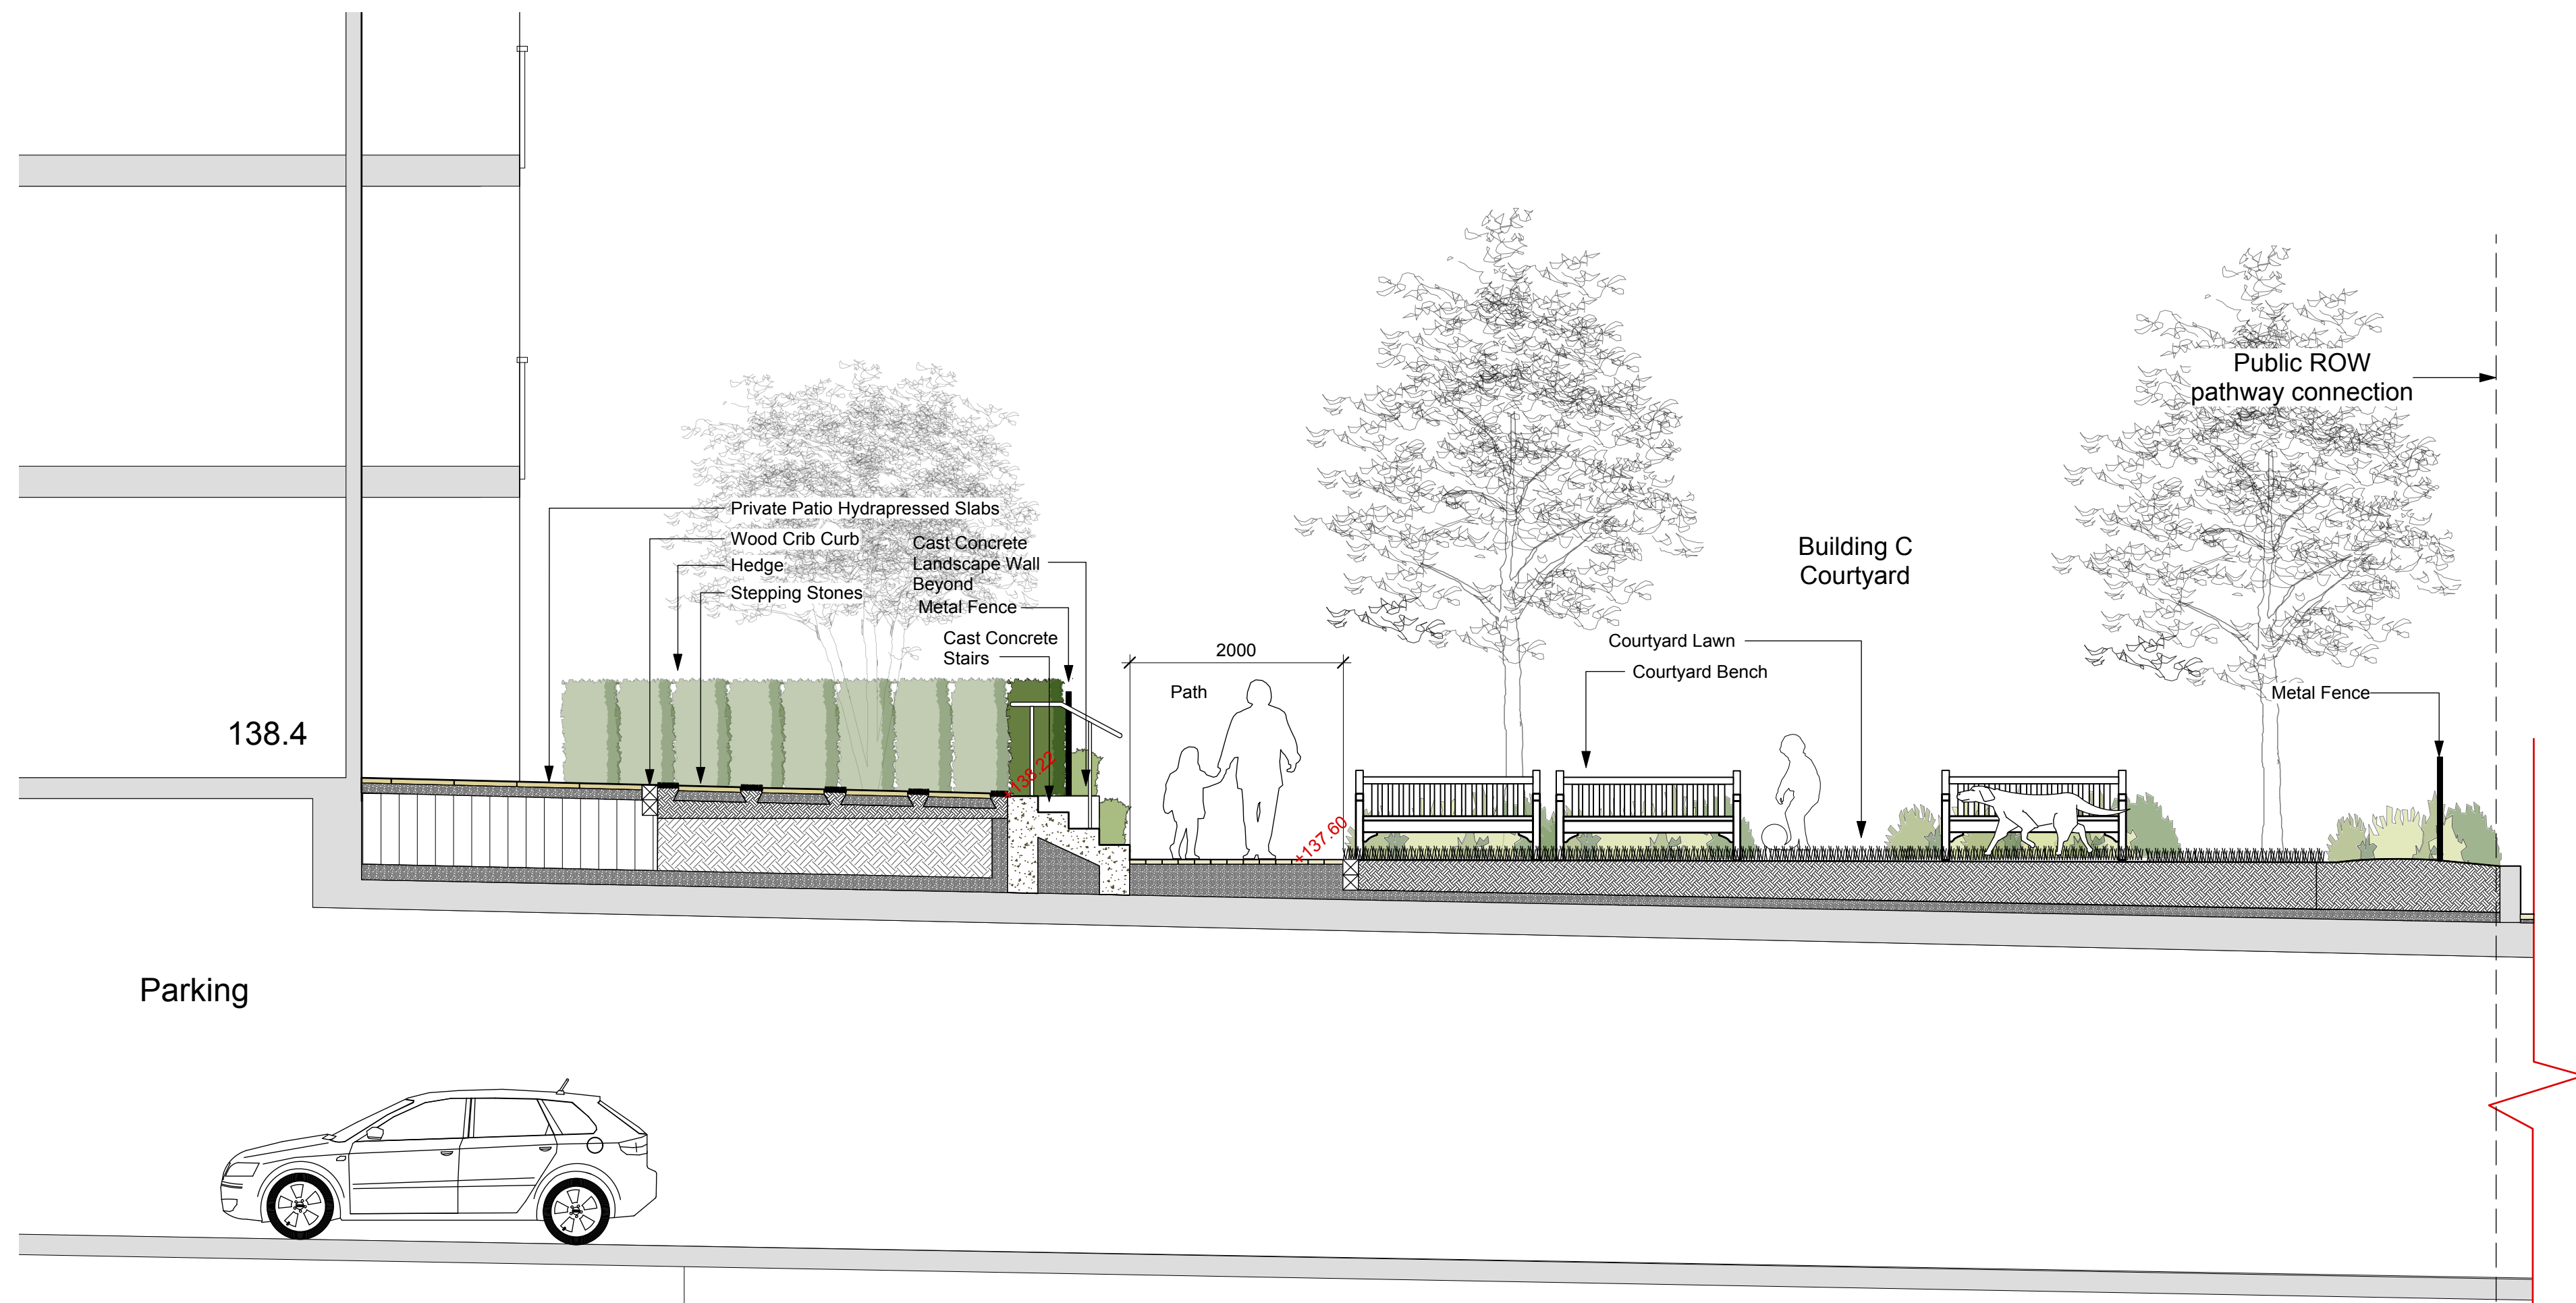 Public ROW
pathway connection
Private Patio Hydrapressed Slabs
Wood Crib Curb
Hedge
Stepping Stones
Cast Concrete
Landscape Wall
Beyond
Metal Fence
Cast Concrete
Stairs
Building C
Courtyard
2000
Path
Courtyard Lawn
Courtyard Bench
Metal Fence
138.4
+138.22
+137.60
Parking